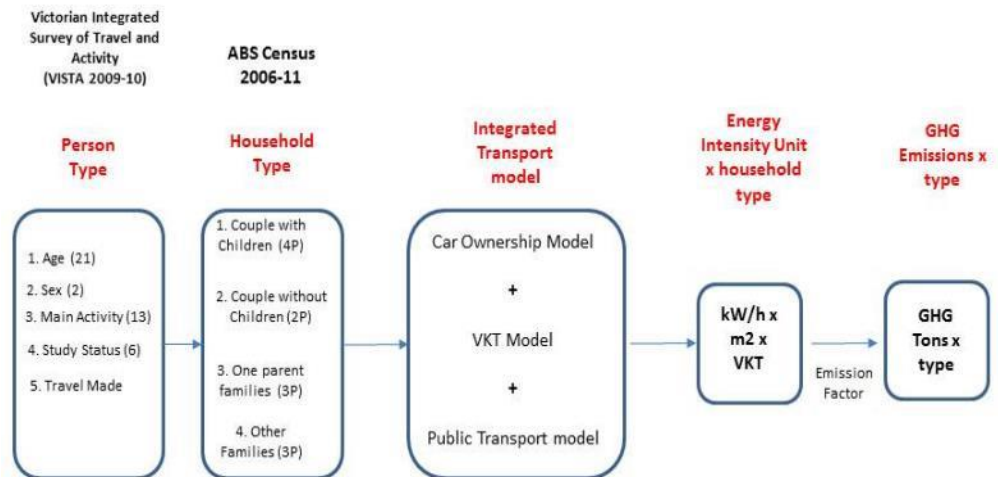 Victorian Integrated
Survey of Travel and
Activity
(VISTA 2009-10)
ABS Census
2006-11
Person
Type
Household
Type
Integrated
Transport
model
Energy
Intensity Unit
x household
type
GHG
Emissions x
type
1. Age (21)
2. Sex (2)
3. Main Activity (13)
4. Study Status (6)
5. Travel Made
1. Couple with
Children (4P)
2. Couple without
Children (2P)
3. One parent
families (3P)
4. Other
Families (3P)
Car Ownership Model
+
VKT Model
+
Public Transport model
kW/h x
m2 x
VKT
Emission
Factor
GHG
Tons x
type